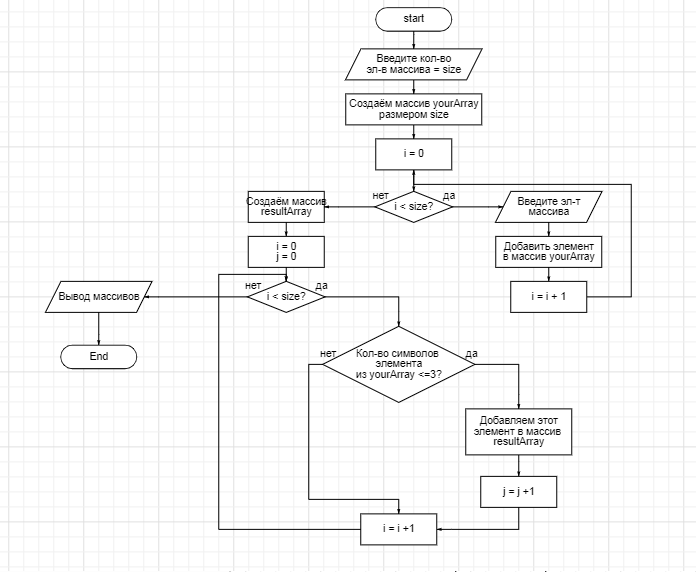 start
Введите кол-во
эл-в массива = size
Создаём массив yourArray
размером size
i = 0
нет
i < size?
да
Введите эл-т
массива
Добавить элемент
в массив yourArray
i = i + 1
Создаём массив
resultArray
i = 0
j = 0
нет
i < size?
да
Вывод массивов
End
нет
Кол-во символов
элемента
из yourArray <=3?
да
Добавляем этот
элемент в массив
resultArray
j = j +1
i = i +1